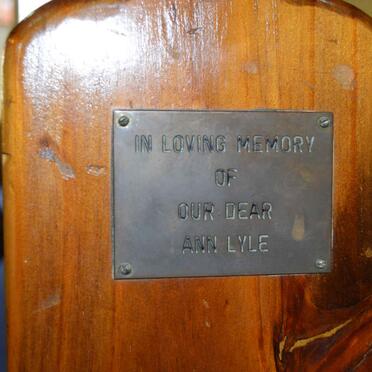 IN LOVING MEMORY
OF
OUR DEAR
ANN LYLE